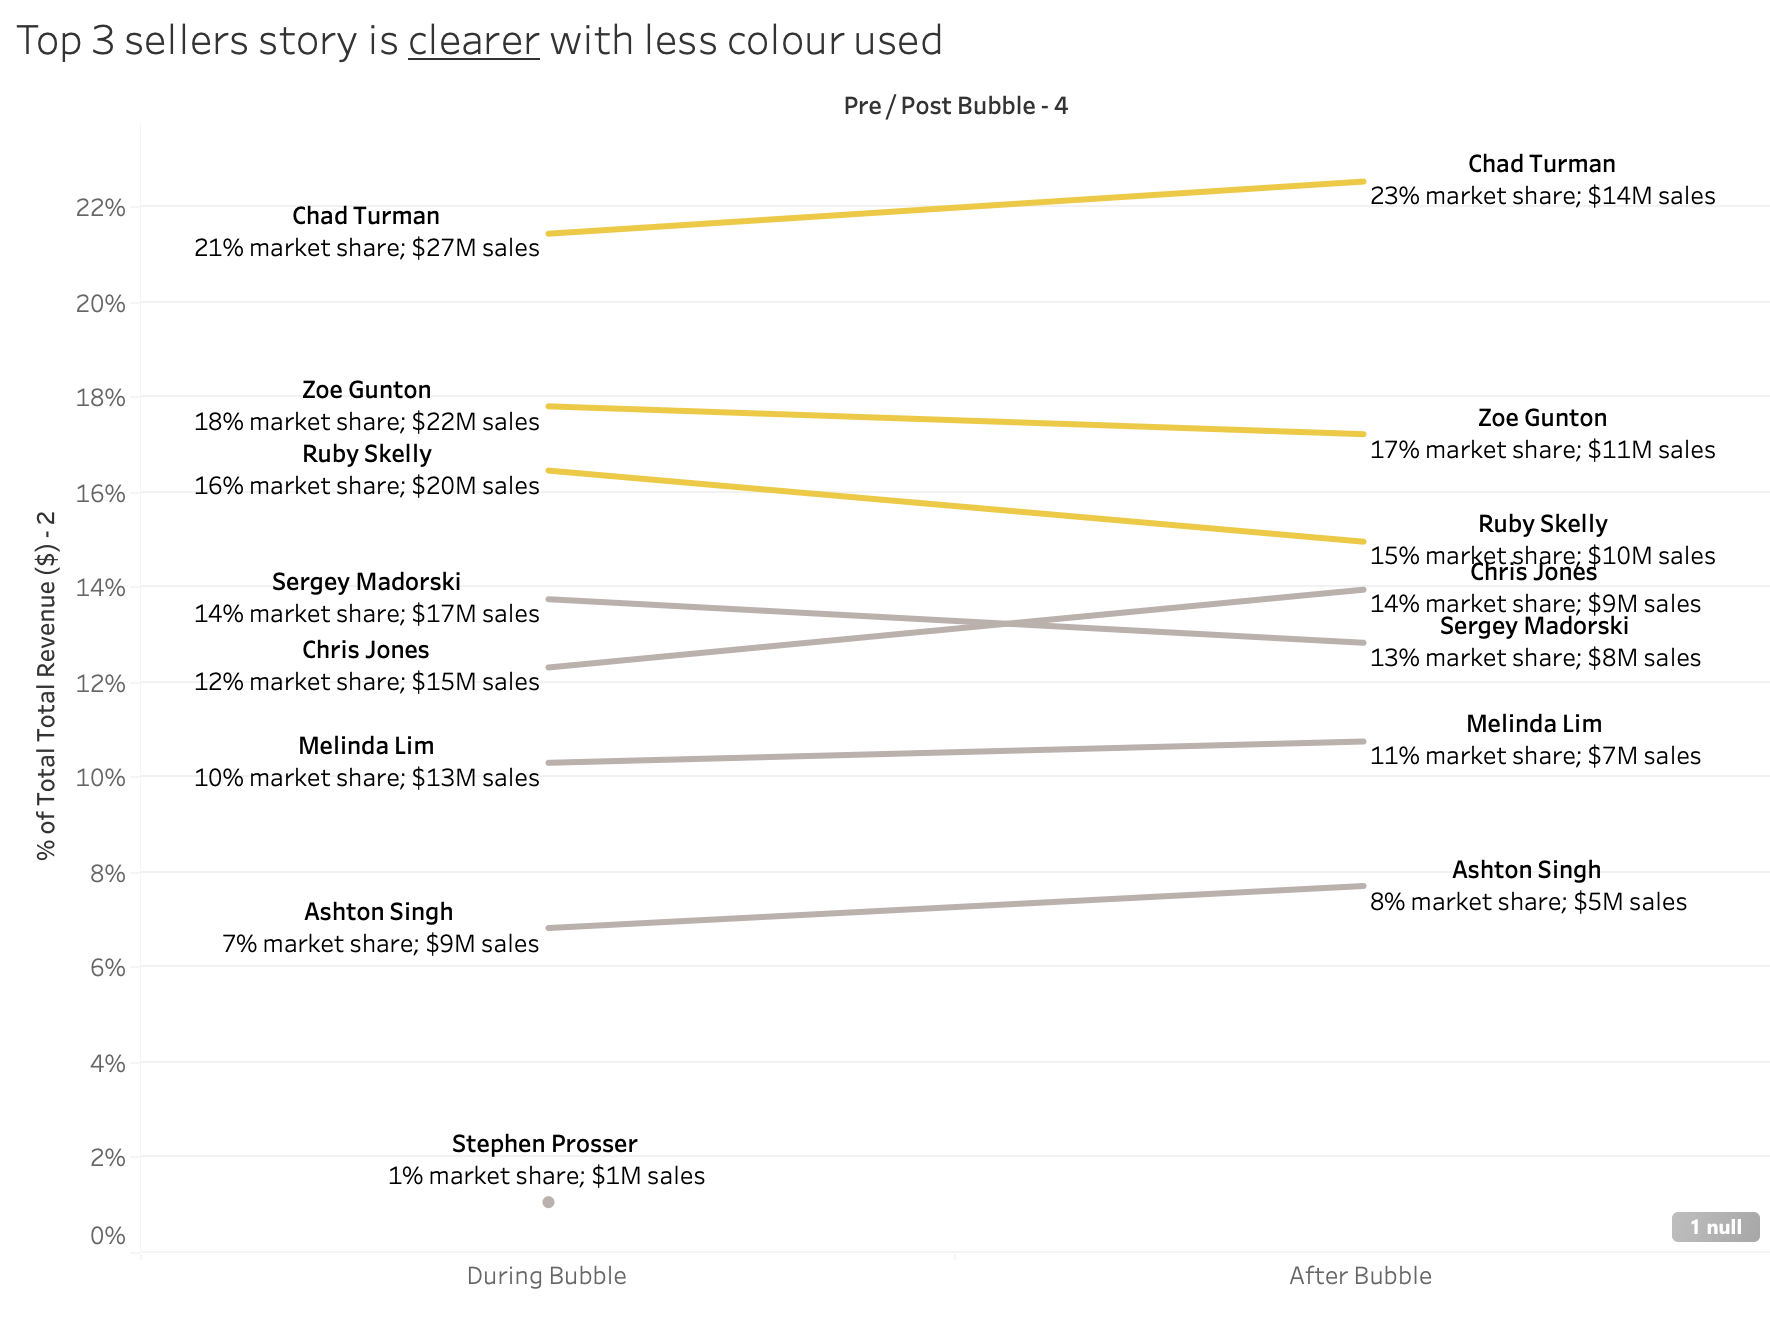 Top 3 sellers story is clearer with less colour used
Pre / Post Bubble - 4
% of Total Total Revenue ($) - 2
22%
20%
18%
16%
14%
12%
10%
8%
6%
4%
2%
0%
Chad Turman
21% market share; $27M sales
Zoe Gunton
18% market share; $22M sales
Ruby Skelly
16% market share; $20M sales
Sergey Madorski
14% market share; $17M sales
Chris Jones
12% market share; $15M sales
Melinda Lim
10% market share; $13M sales
Ashton Singh
7% market share; $9M sales
Stephen Prosser
1% market share; $1M sales
Chad Turman
23% market share; $14M sales
Zoe Gunton
17% market share; $11M sales
Ruby Skelly
15% market share; $10M sales
Chris Jones
14% market share; $9M sales
Sergey Madorski
13% market share; $8M sales
Melinda Lim
11% market share; $7M sales
Ashton Singh
8% market share; $5M sales
1 null
During Bubble
After Bubble